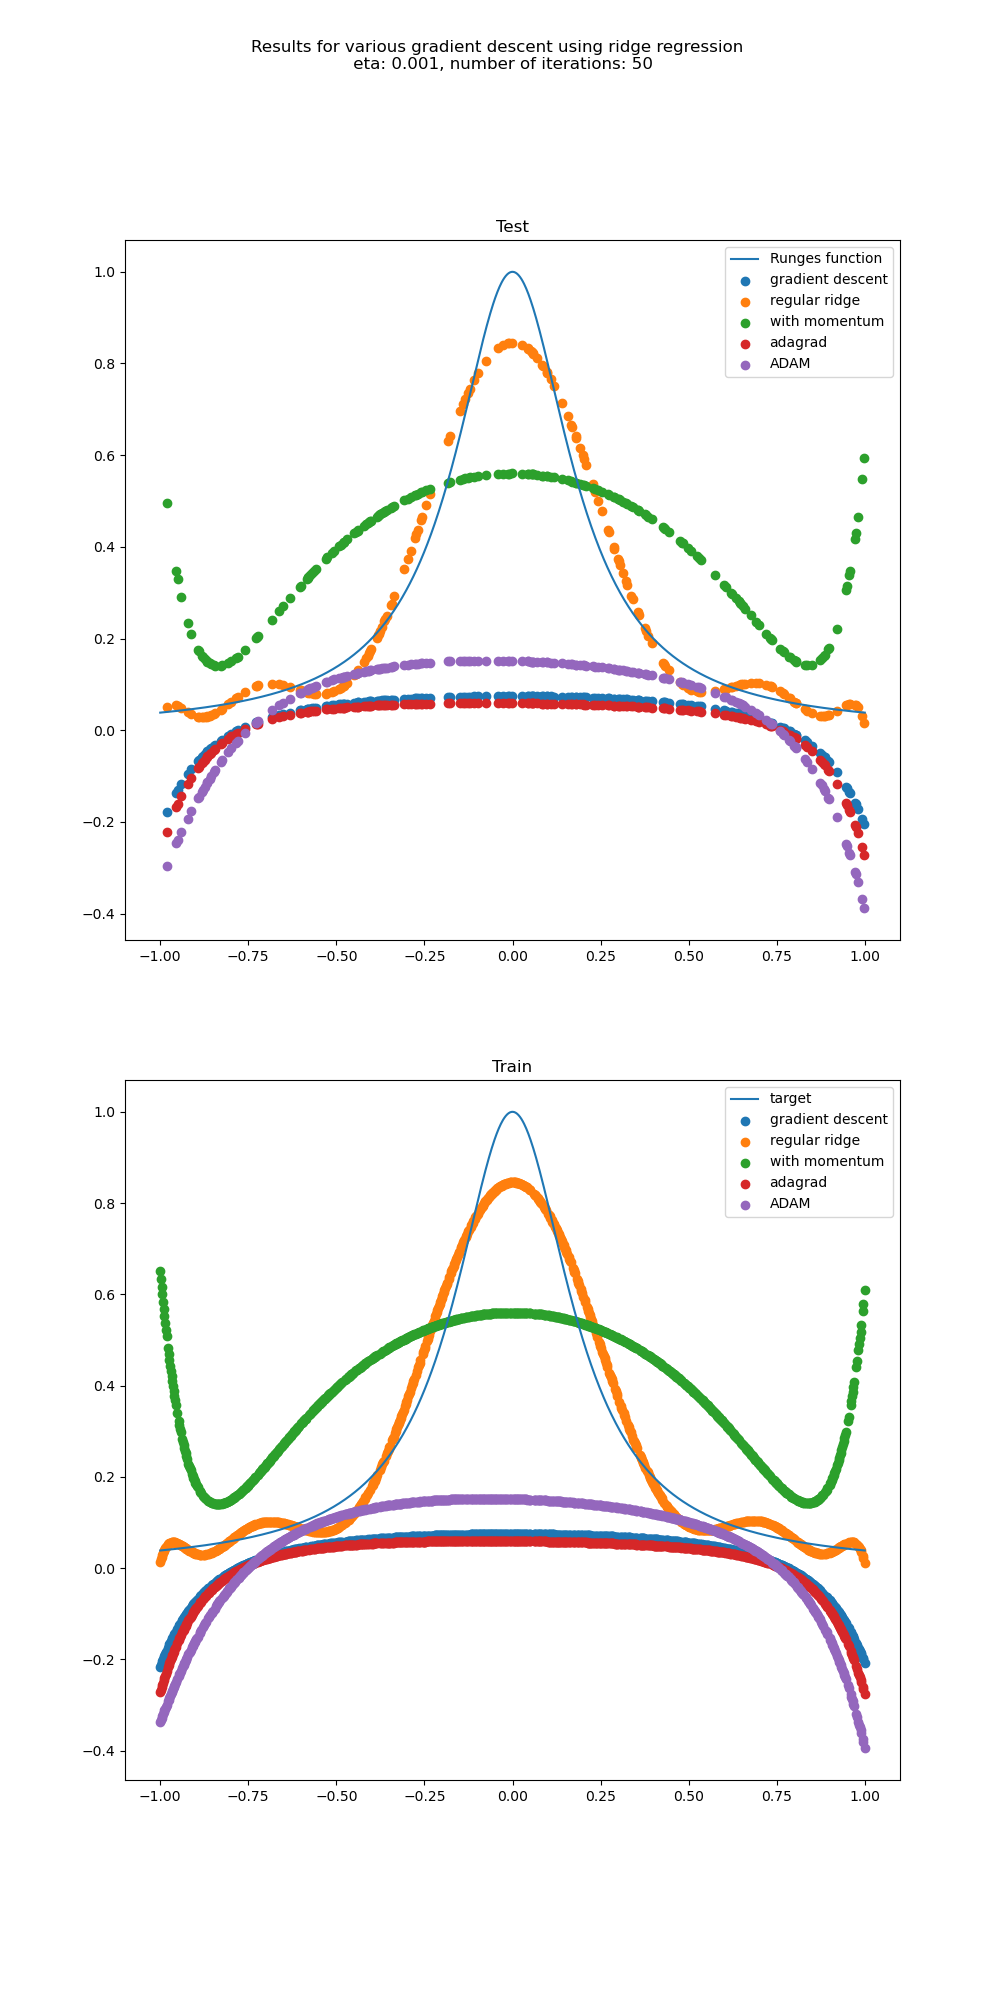 Results for various gradient descent using ridge regression
eta: 0.001, number of iterations: 50
Test
Runges function
gradient descent
regular ridge
with momentum
adagrad
ADAM
1.0
0.8
0.6
0.4
0.2
0.0
−0.2
−0.4
−1.00 −0.75 −0.50 −0.25 0.00 0.25 0.50 0.75 1.00
Train
target
gradient descent
regular ridge
with momentum
adagrad
ADAM
1.0
0.8
0.6
0.4
0.2
0.0
−0.2
−0.4
−1.00 −0.75 −0.50 −0.25 0.00 0.25 0.50 0.75 1.00